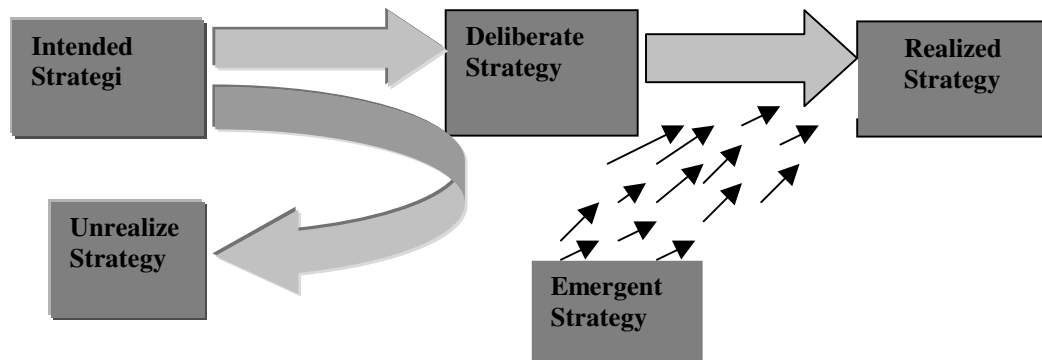 Intended
Strategi
Deliberate
Strategy
Realized
Strategy
Unrealize
Strategy
Emergent
Strategy